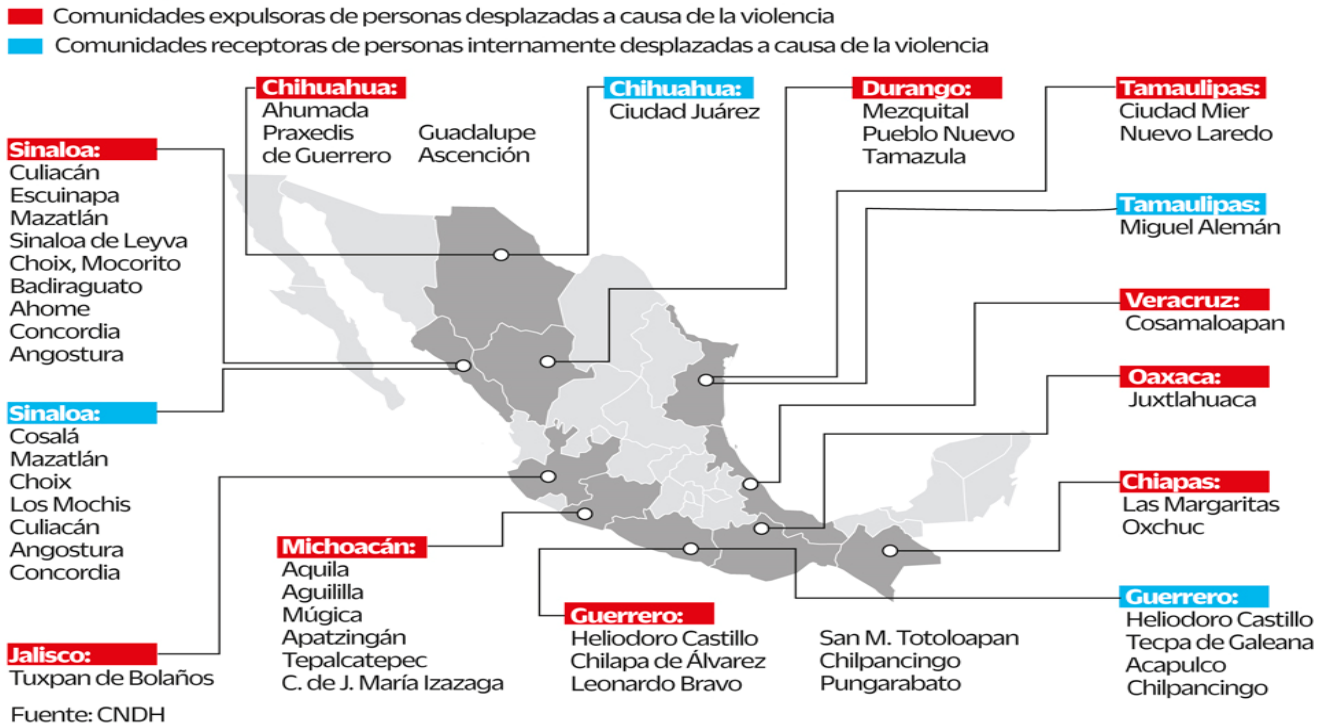 Comunidades expulsoras de personas desplazadas a causa de la violencia
Comunidades receptoras de personas internamente desplazadas a causa de la violencia
Chihuahua:
Ahumada
Praxedis
de Guerrero
Guadalupe
Ascención
Chihuahua:
Ciudad Juárez
Durango:
Mezquital
Pueblo Nuevo
Tamazula
Tamaulipas:
Ciudad Mier
Nuevo Laredo
Sinaloa:
Culiacán
Escuinapa
Mazatlán
Sinaloa de Leyva
Choix, Mocorito
Badiraguato
Ahome
Concordia
Angostura
Tamaulipas:
Miguel Alemán
Veracruz:
Cosamaloapan
Oaxaca:
Juxtlahuaca
Sinaloa:
Cosalá
Mazatlán
Choix
Los Mochis
Culiacán
Angostura
Concordia
Chiapas:
Las Margaritas
Oxchuc
Michoacán:
Aquila
Aguililla
Múgica
Apatzingán
Tepalcatepec
C. de J. María Izazaga
Guerrero:
Heliodoro Castillo
Chilapa de Álvarez
Leonardo Bravo
San M. Totoloapan
Chilpancingo
Pungarabato
Guerrero:
Heliodoro Castillo
Tecpa de Galeana
Acapulco
Chilpancingo
Jalisco:
Tuxpan de Bolaños
Fuente: CNDH